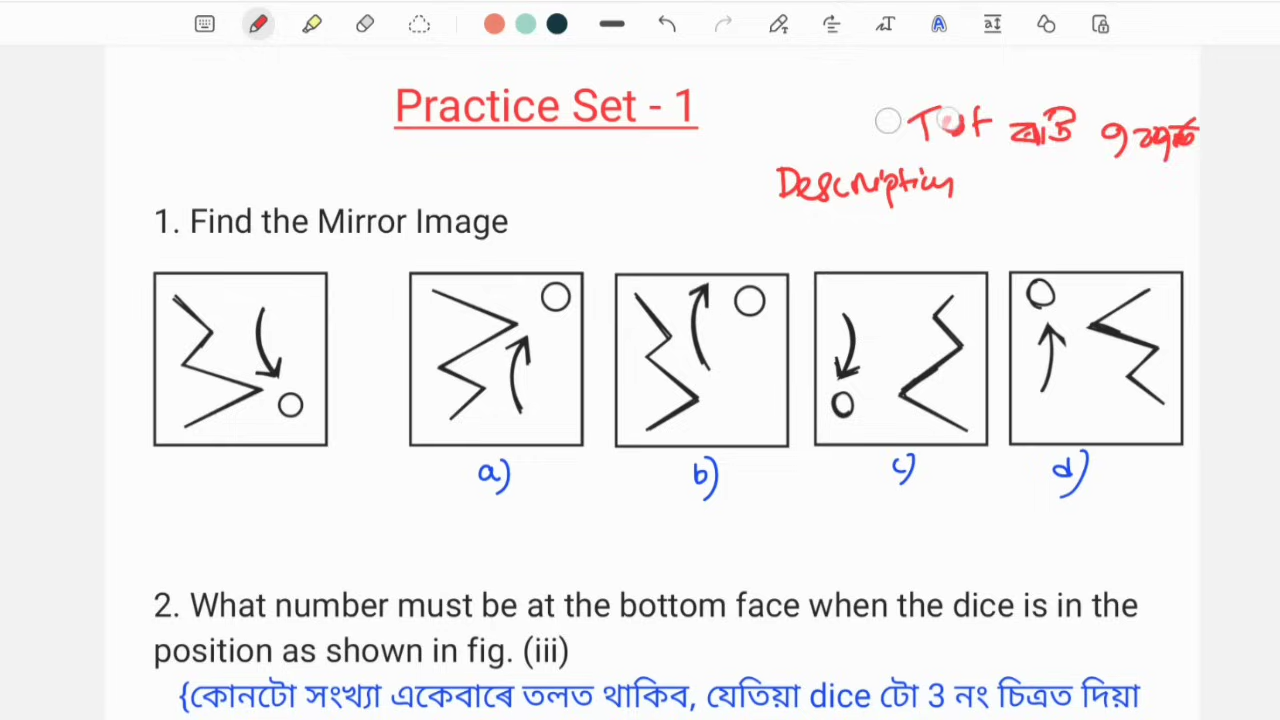 Practice Set - 1
Description
1. Find the Mirror Image
a) b) c) d)
2. What number must be at the bottom face when the dice is in the
position as shown in fig. (iii)
{কোনটো সংখ্যা একেবাৰে তলত থাকিব, যেতিয়া dice টো 3 নং চিত্ৰত দিয়া